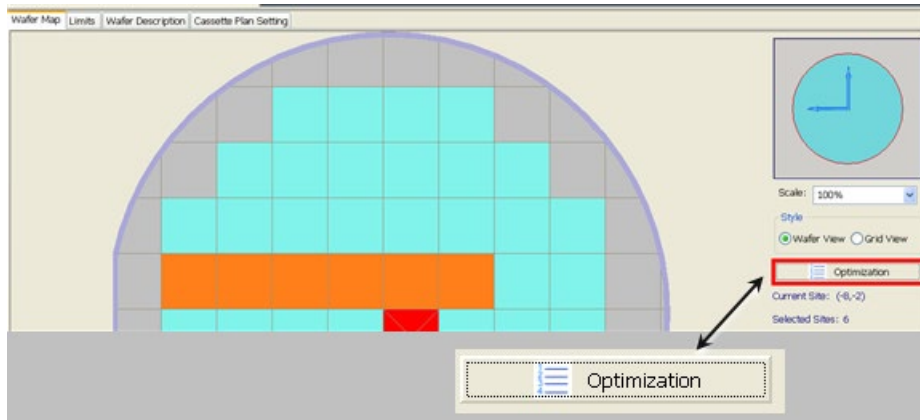 Wafer Map Limits Wafer Description Cassette Plan Setting
Scale: 100%
Style
Wafer View Grid View
Optimization
Current Site: (-8,-2)
Selected Sites: 6
Optimization